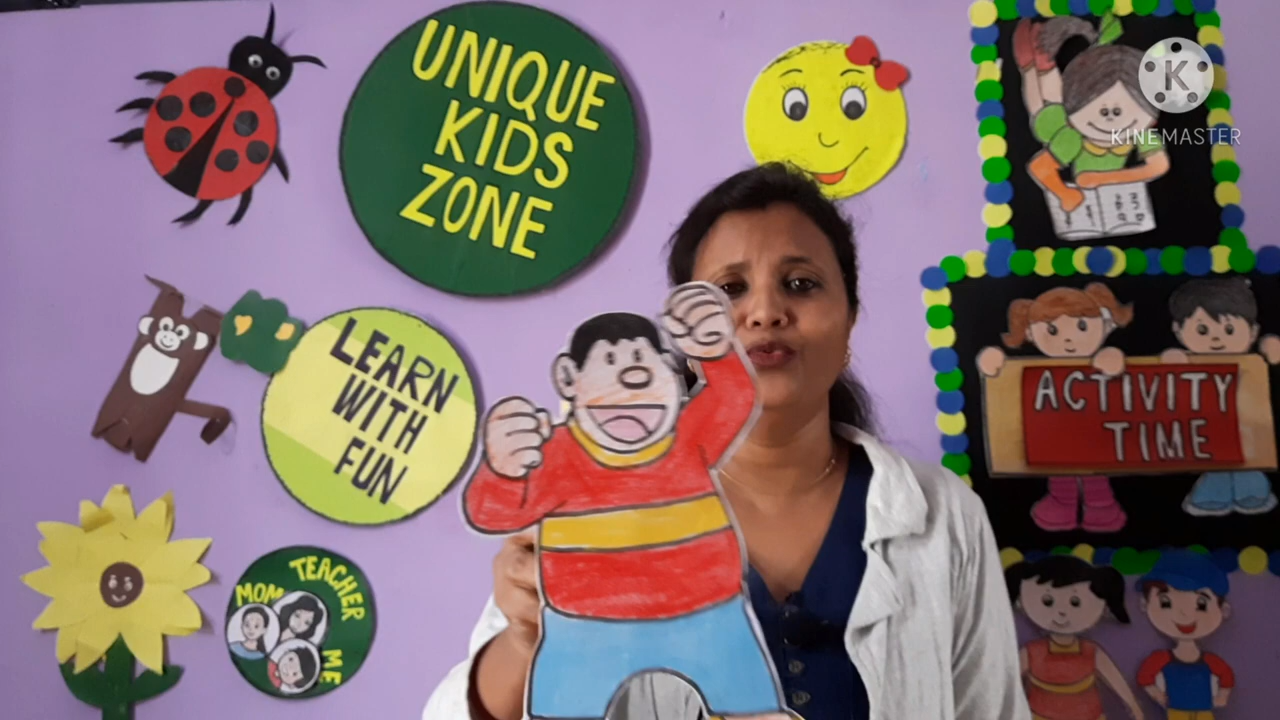 UNIQUE
KIDS
ZONE
K
KINEMASTER
LEARN
WITH
FUN
ACTIVITY
TIME
MOM
TEACHER
ME